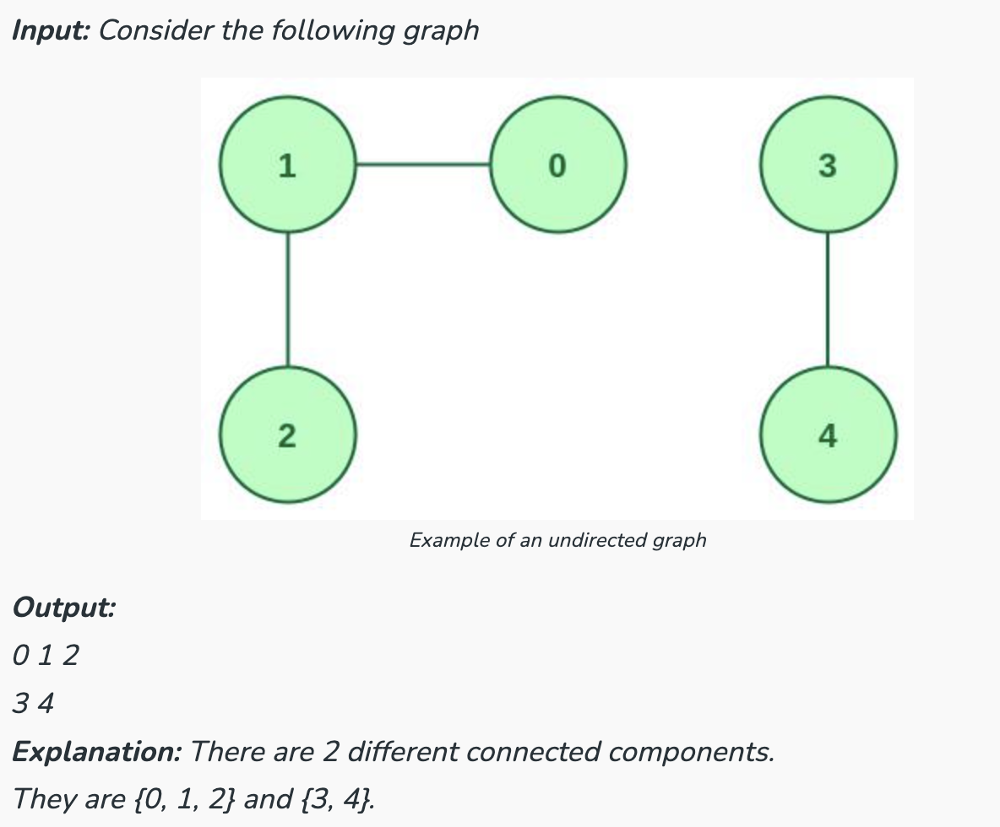 Input: Consider the following graph
1 0 3
2 4
Example of an undirected graph
Output:
0 1 2
3 4
Explanation: There are 2 different connected components.
They are {0, 1, 2} and {3, 4}.